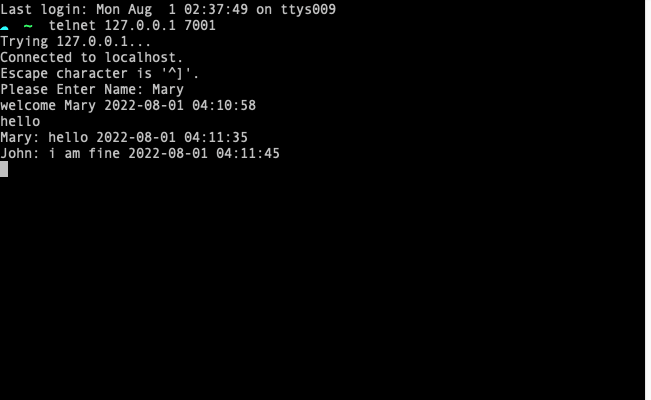 Last login: Mon Aug  1 02:37:49 on ttys009
~  telnet 127.0.0.1 7001
Trying 127.0.0.1...
Connected to localhost.
Escape character is '^]'.
Please Enter Name: Mary
welcome Mary 2022-08-01 04:10:58
hello
Mary: hello 2022-08-01 04:11:35
John: i am fine 2022-08-01 04:11:45